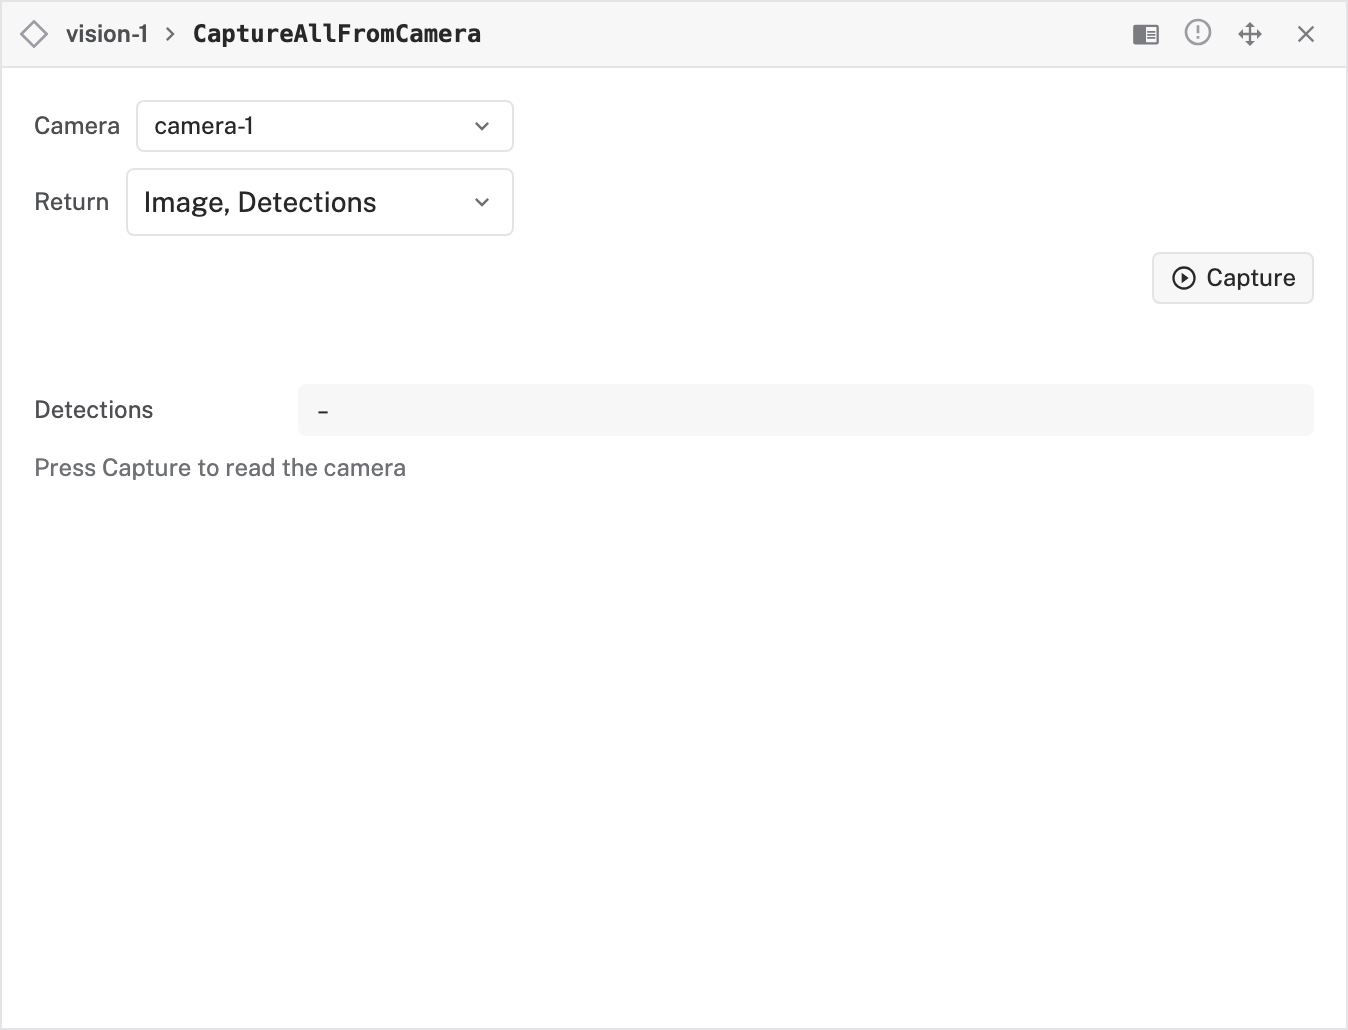 vision-1 > CaptureAllFromCamera
Camera camera-1
Return Image, Detections
Capture
Detections –
Press Capture to read the camera